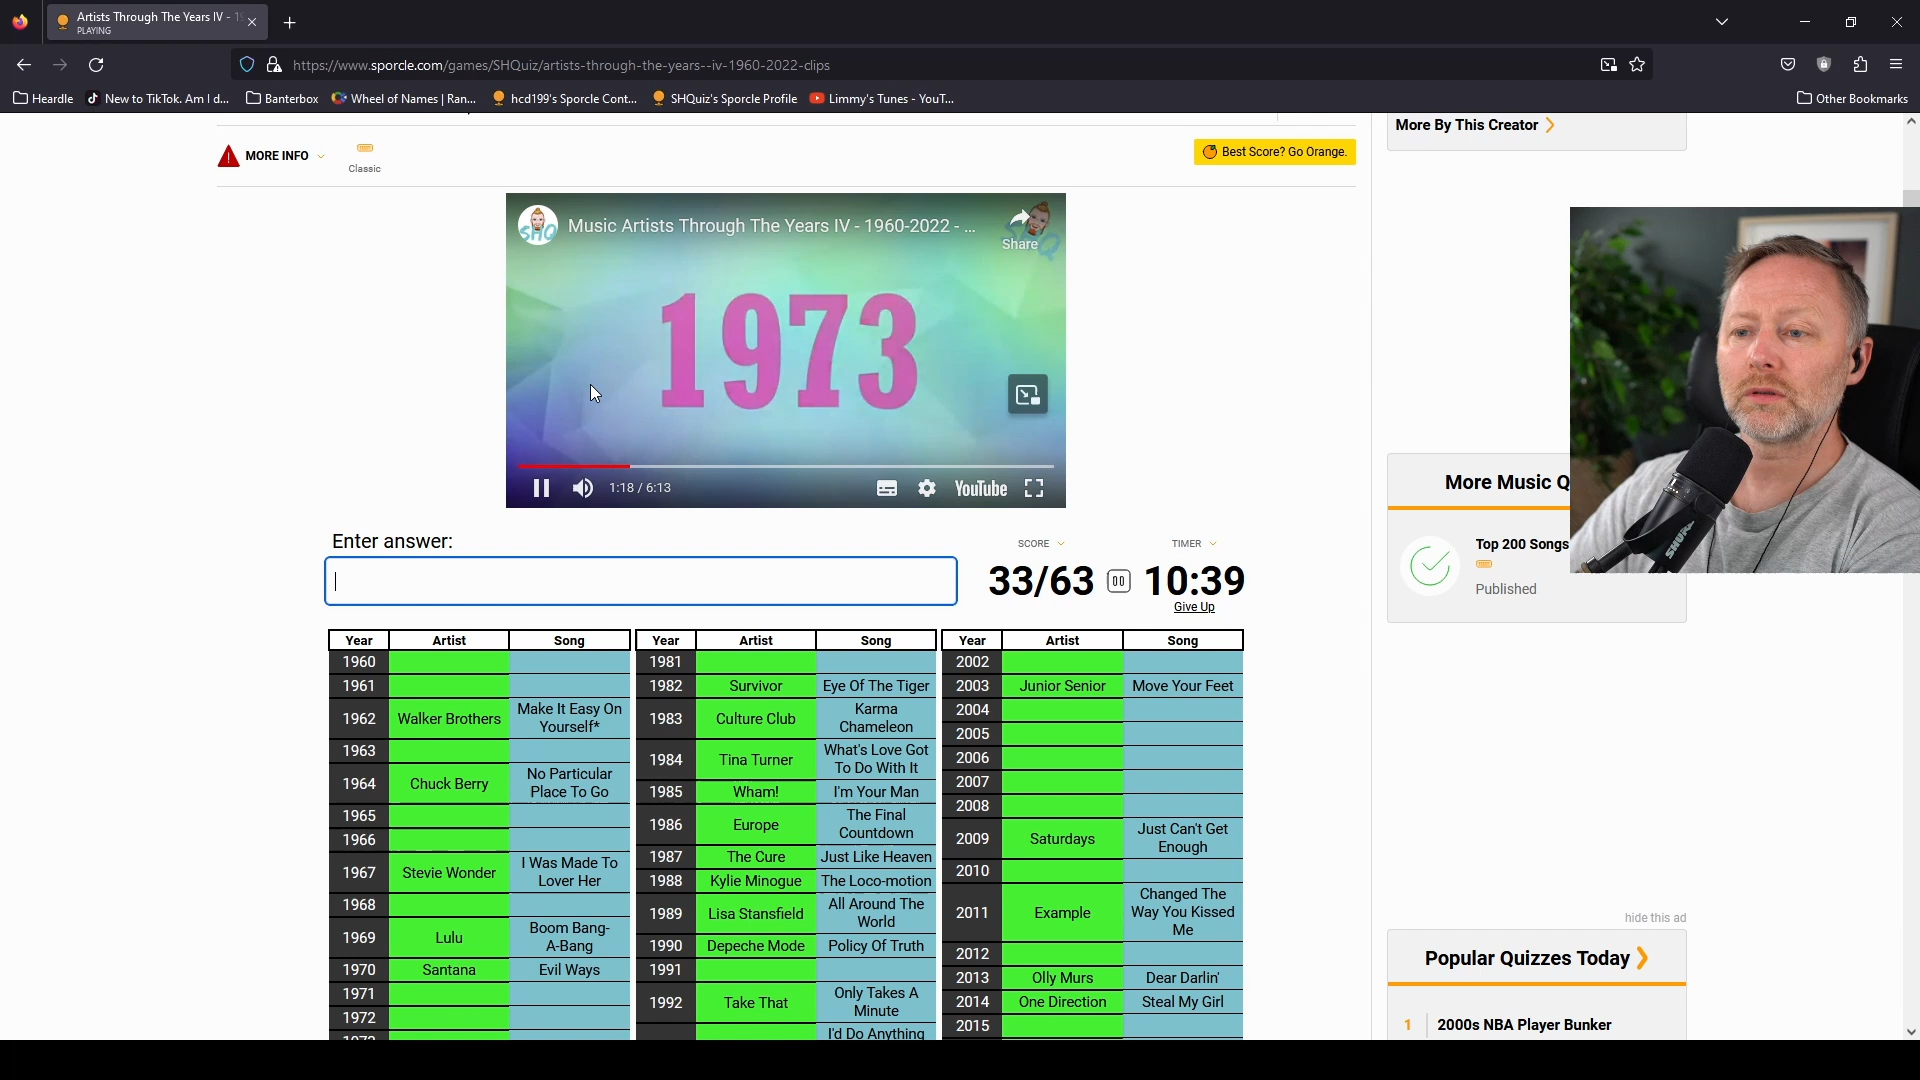 Artists Through The Years IV - 19
PLAYING
https://www.sporcle.com/games/SHQuiz/artists-through-the-years--iv-1960-2022-clips
Heardle
New to TikTok. Am I d...
Banterbox
Wheel of Names | Ran...
hcd199's Sporcle Cont...
SHQuiz's Sporcle Profile
Limmy's Tunes - YouT...
Other Bookmarks
MORE INFO
Classic
Best Score? Go Orange.
More By This Creator
SHQ
Music Artists Through The Years IV - 1960-2022 - ...
Share
1973
1:18 / 6:13
YouTube
Enter answer:
SCORE
TIMER
33/63
10:39
Give Up
More Music Q
Top 200 Songs
Published
Year Artist Song
1960
1961
1962 Walker Brothers Make It Easy On
Yourself*
1963
1964 Chuck Berry No Particular
Place To Go
1965
1966
1967 Stevie Wonder I Was Made To
Lover Her
1968
1969 Lulu Boom Bang-
A-Bang
1970 Santana Evil Ways
1971
1972
Year Artist Song
1981
1982 Survivor Eye Of The Tiger
1983 Culture Club Karma
Chameleon
1984 Tina Turner What's Love Got
To Do With It
1985 Wham! I'm Your Man
1986 Europe The Final
Countdown
1987 The Cure Just Like Heaven
1988 Kylie Minogue The Loco-motion
1989 Lisa Stansfield All Around The
World
1990 Depeche Mode Policy Of Truth
1991
1992 Take That Only Takes A
Minute
I'd Do Anything
Year Artist Song
2002
2003 Junior Senior Move Your Feet
2004
2005
2006
2007
2008
2009 Saturdays Just Can't Get
Enough
2010
2011 Example Changed The
Way You Kissed
Me
2012
2013 Olly Murs Dear Darlin'
2014 One Direction Steal My Girl
2015
hide this ad
Popular Quizzes Today
1 2000s NBA Player Bunker
SHURE